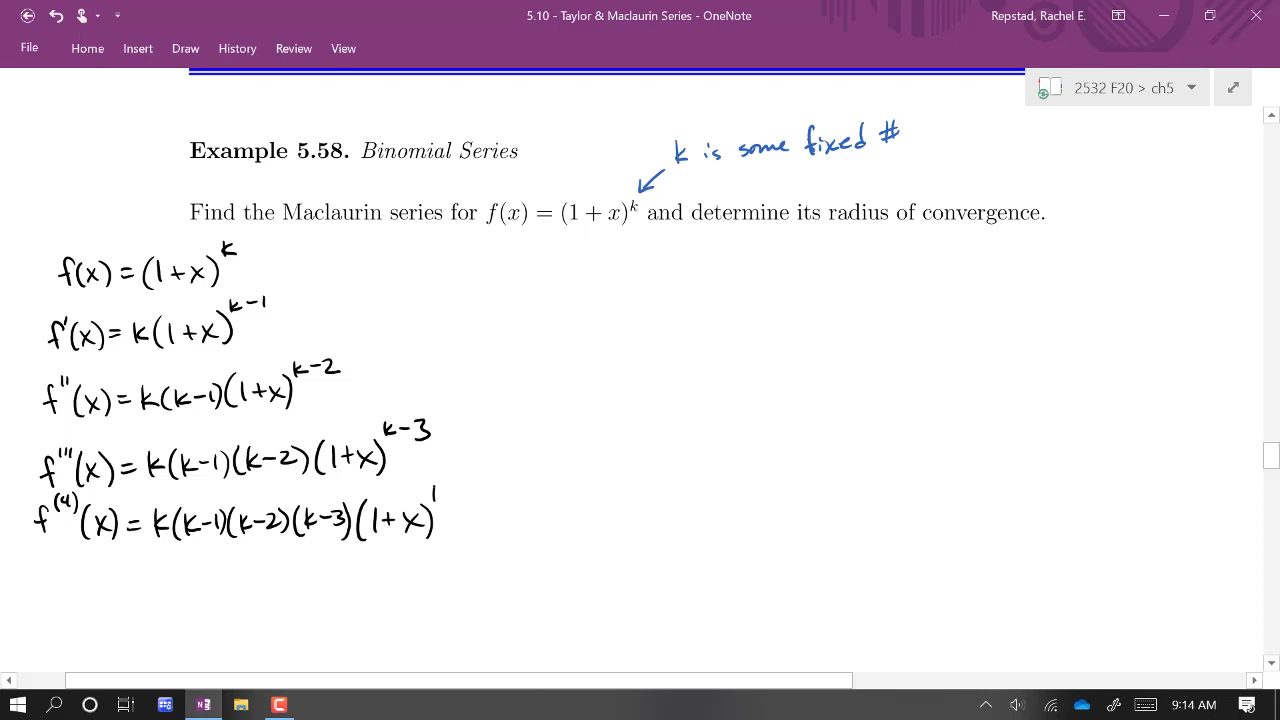 5.10 - Taylor & Maclaurin Series - OneNote
Repstad, Rachel E.
File Home Insert Draw History Review View
2532 F20 > ch5
k is some fixed #
Example 5.58. Binomial Series
Find the Maclaurin series for f(x) = (1 + x)^k and determine its radius of convergence.
f(x) = (1+x)^k
f'(x) = k(1+x)^{k-1}
f''(x) = k(k-1)(1+x)^{k-2}
f'''(x) = k(k-1)(k-2)(1+x)^{k-3}
f^{(4)}(x) = k(k-1)(k-2)(k-3)(1+x)^1
9:14 AM